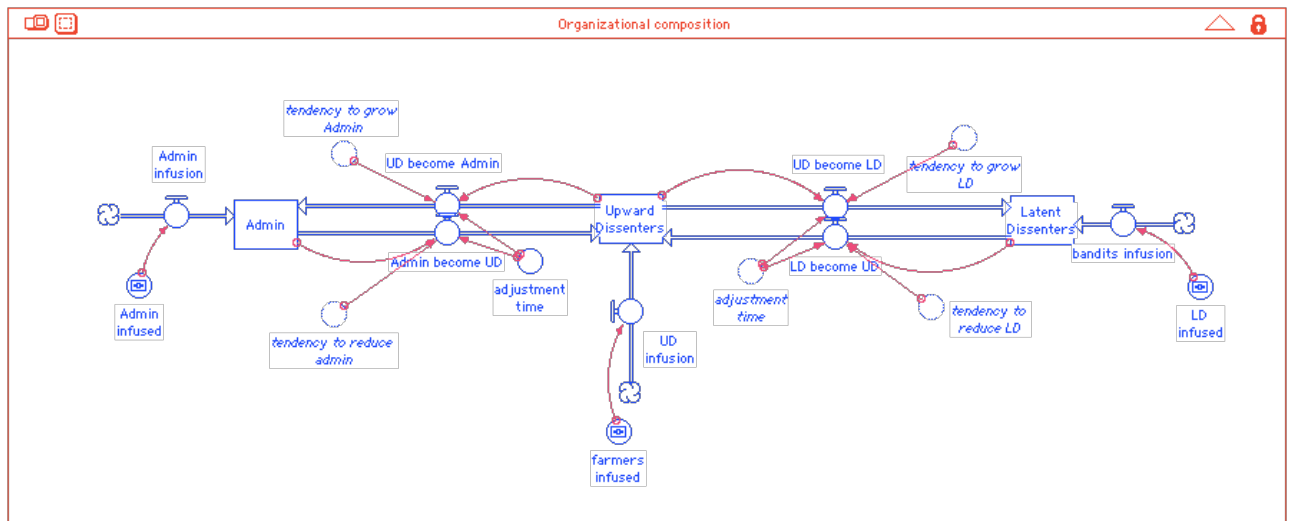 Organizational composition
tendency to grow
Admin
Admin
infusion
UD become Admin
UD become LD
tendency to grow
LD
Admin
Upward
Dissenters
Latent
Dissenters
Admin become UD
LD become UD
bandits infusion
adjustment
time
adjustment
time
Admin
infused
tendency to reduce
admin
UD
infusion
tendency to
reduce LD
LD
infused
farmers
infused